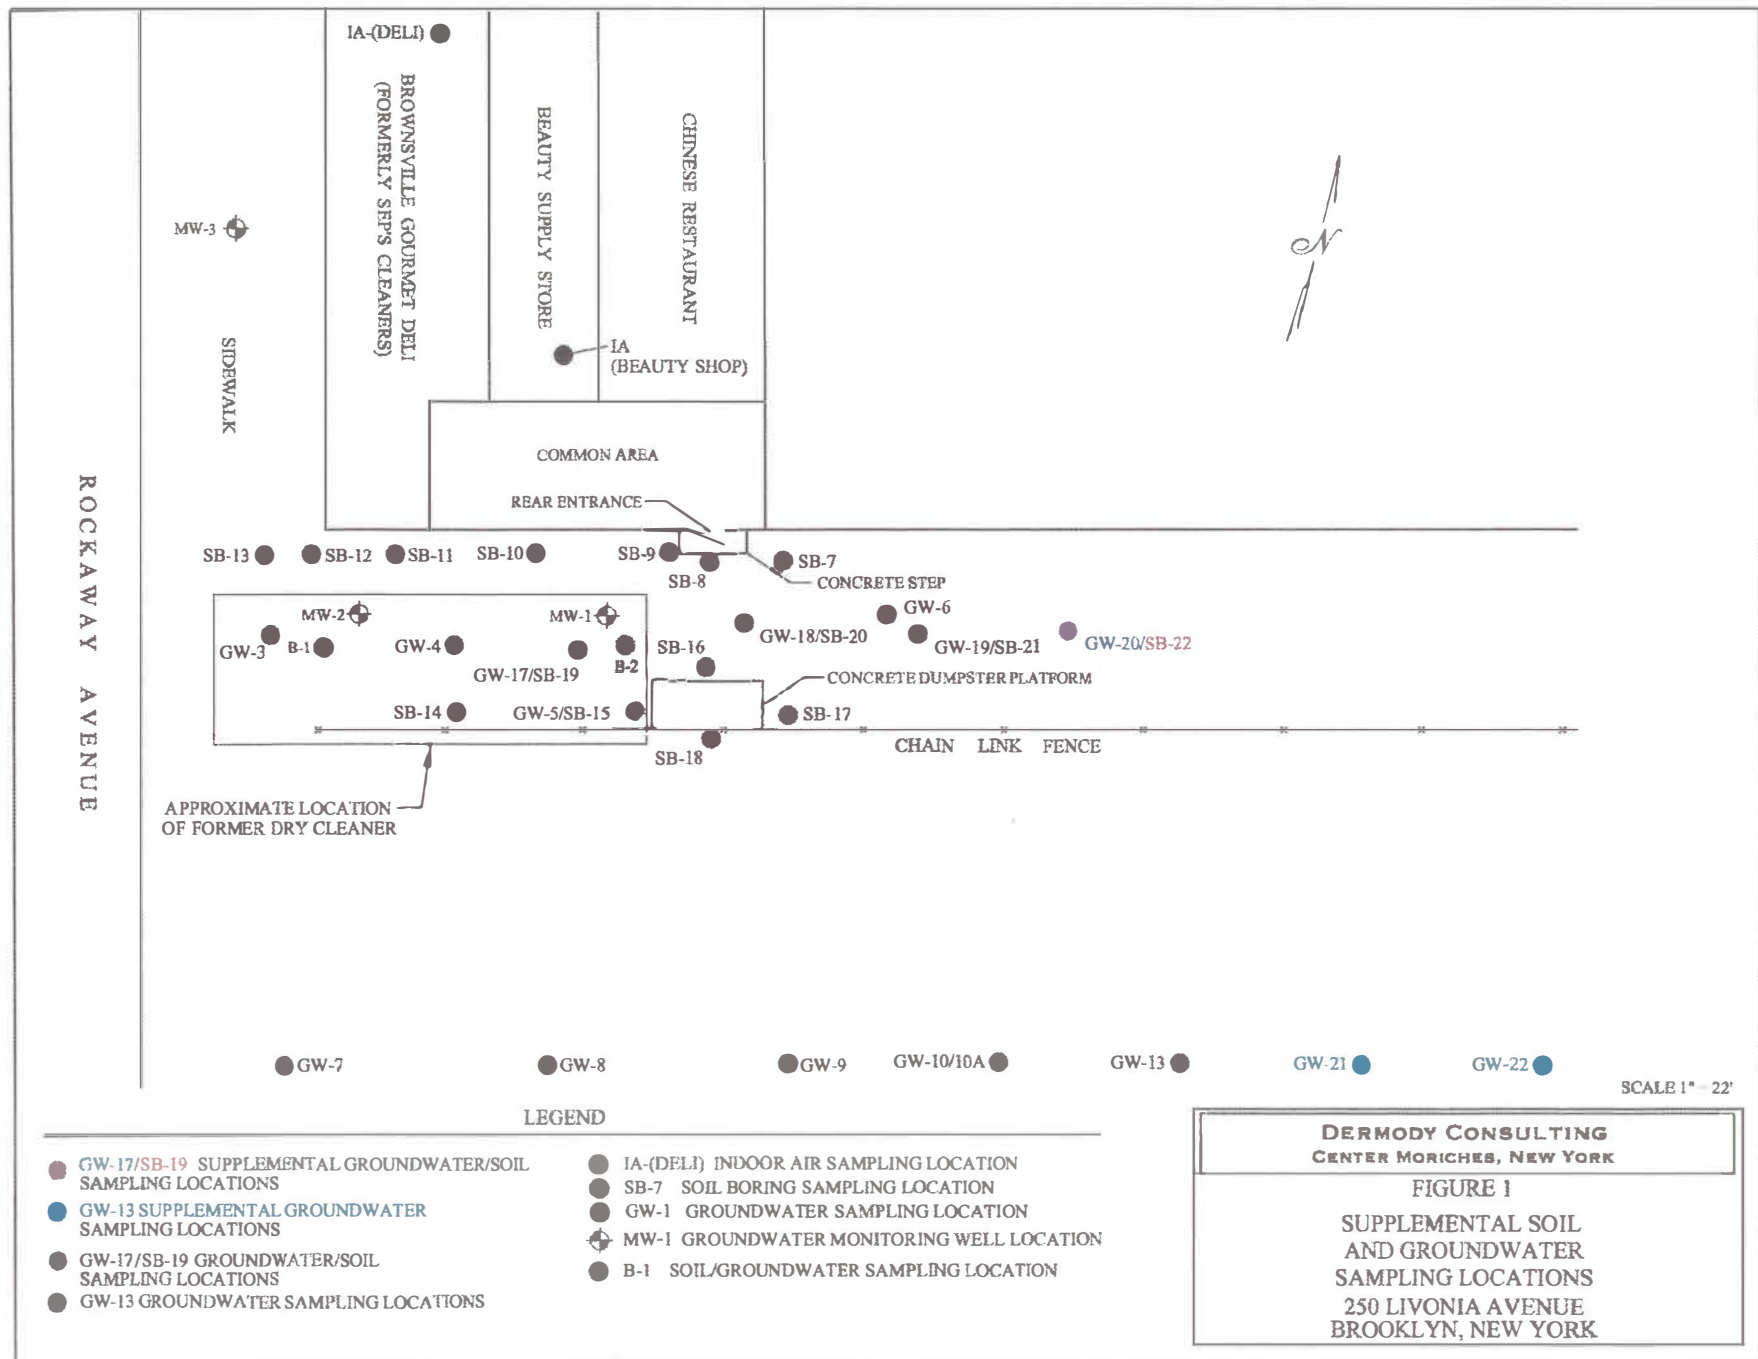 IA-(DELI)
BROWNSVILLE GOURMET DELI
(FORMERLY SEP'S CLEANERS)
BEAUTY SUPPLY STORE
CHINESE RESTAURANT
MW-3
N
IA
(BEAUTY SHOP)
SIDEWALK
COMMON AREA
REAR ENTRANCE
ROCKAWAY AVENUE
SB-13
SB-12
SB-11
SB-10
SB-9
SB-8
SB-7
CONCRETE STEP
MW-2
MW-1
GW-6
GW-3
B-1
GW-4
GW-17/SB-19
B-2
SB-16
GW-18/SB-20
GW-19/SB-21
GW-20/SB-22
CONCRETE DUMPSTER PLATFORM
SB-14
GW-5/SB-15
SB-17
SB-18
CHAIN LINK FENCE
APPROXIMATE LOCATION
OF FORMER DRY CLEANER
GW-7
GW-8
GW-9
GW-10/10A
GW-13
GW-21
GW-22
SCALE 1" - 22'
LEGEND
GW-17/SB-19 SUPPLEMENTAL GROUNDWATER/SOIL
SAMPLING LOCATIONS
GW-13 SUPPLEMENTAL GROUNDWATER
SAMPLING LOCATIONS
GW-17/SB-19 GROUNDWATER/SOIL
SAMPLING LOCATIONS
GW-13 GROUNDWATER SAMPLING LOCATIONS
IA-(DELI) INDOOR AIR SAMPLING LOCATION
SB-7 SOIL BORING SAMPLING LOCATION
GW-1 GROUNDWATER SAMPLING LOCATION
MW-1 GROUNDWATER MONITORING WELL LOCATION
B-1 SOIL/GROUNDWATER SAMPLING LOCATION
DERMODY CONSULTING
CENTER MORICHES, NEW YORK
FIGURE 1
SUPPLEMENTAL SOIL
AND GROUNDWATER
SAMPLING LOCATIONS
250 LIVONIA AVENUE
BROOKLYN, NEW YORK